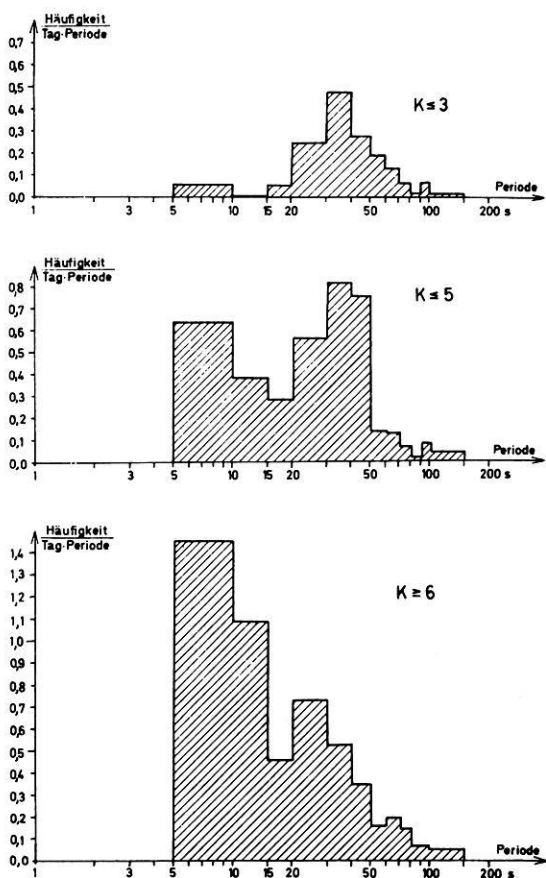 Häufigkeit
Tag·Periode
0,7
0,6
0,5
0,4
0,3
0,2
0,1
0,0
K ≤ 3
Periode
1 3 5 10 15 20 50 100 200 s
Häufigkeit
Tag·Periode
0,8
0,7
0,6
0,5
0,4
0,3
0,2
0,1
0,0
K ≤ 5
Periode
1 3 5 10 15 20 50 100 200 s
Häufigkeit
Tag·Periode
1,4
1,3
1,2
1,1
1,0
0,9
0,8
0,7
0,6
0,5
0,4
0,3
0,2
0,1
0,0
K ≥ 6
Periode
1 3 5 10 15 20 50 100 200 s